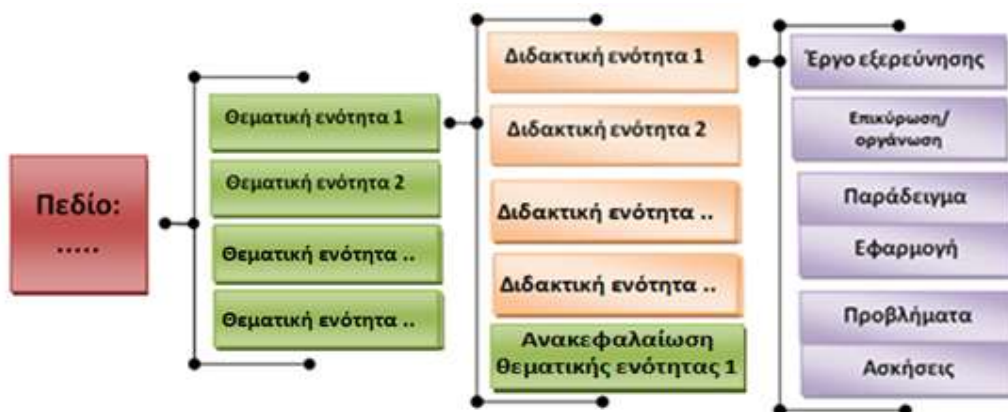 Πεδίο:
.....
Θεματική ενότητα 1
Θεματική ενότητα 2
Θεματική ενότητα ..
Θεματική ενότητα ..
Διδακτική ενότητα 1
Διδακτική ενότητα 2
Διδακτική ενότητα ..
Διδακτική ενότητα ..
Ανακεφαλαίωση
θεματικής ενότητας 1
Έργο εξερεύνησης
Επικύρωση/
οργάνωση
Παράδειγμα
Εφαρμογή
Προβλήματα
Ασκήσεις